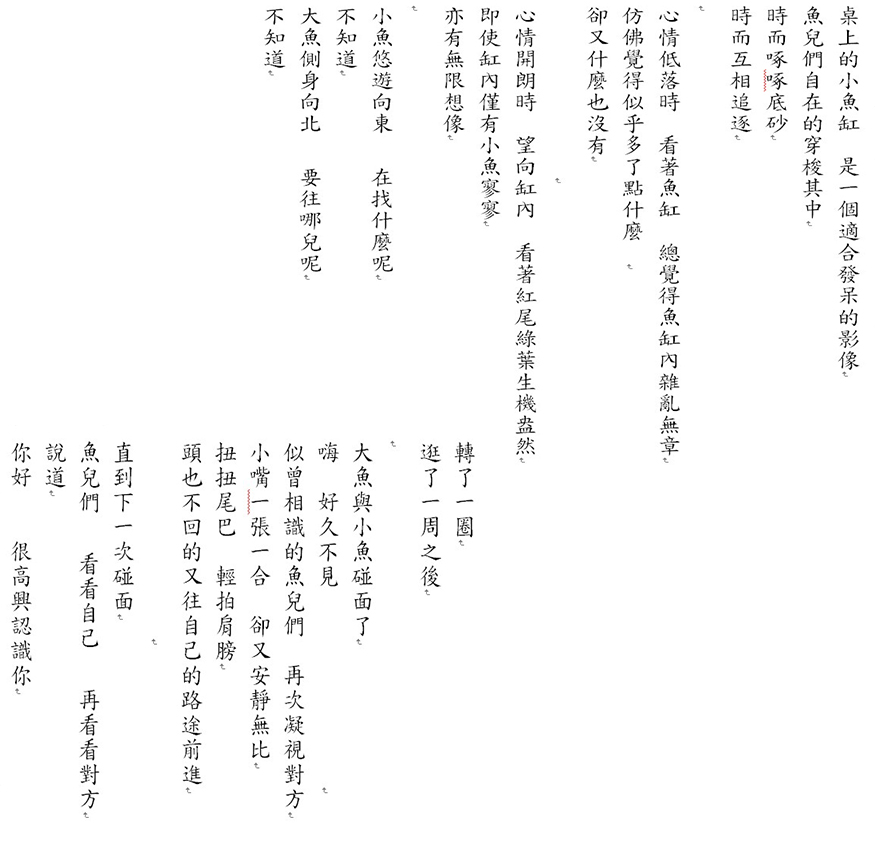 桌上的小魚缸　是一個適合發呆的影像
魚兒們自在的穿梭其中
時而啄啄底砂
時而互相追逐
心情低落時　看著魚缸　總覺得魚缸內雜亂無章
仿佛覺得似乎多了點什麼
卻又什麼也沒有
心情開朗時　望向缸內　看著紅尾綠葉生機盎然
即使缸內僅有小魚寥寥
亦有無限想像
小魚悠遊向東　在找什麼呢
不知道
大魚側身向北　要往哪兒呢
不知道
轉了一圈
逛了一周之後
大魚與小魚碰面了
嗨　好久不見
似曾相識的魚兒們　再次凝視對方
小嘴一張一合　卻又安靜無比
扭扭尾巴　輕拍肩膀
頭也不回的又往自己的路途前進
直到下一次碰面
魚兒們　看看自己　再看看對方
說道
你好　很高興認識你